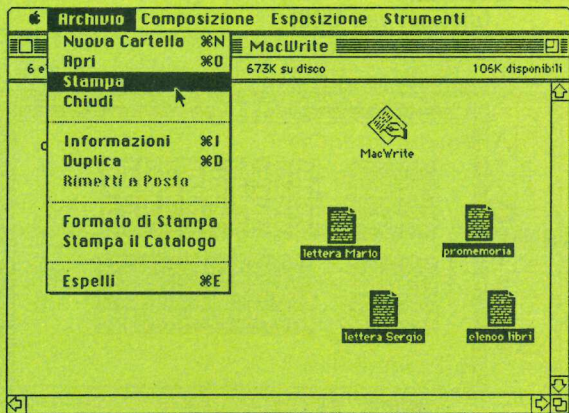 Archivio Composizione Esposizione Strumenti
MacWrite
673K su disco 106K disponibili
Nuova Cartella ⌘N
Apri ⌘O
Stampa
Chiudi
Informazioni ⌘I
Duplica ⌘D
Rimetti a Posto
Formato di Stampa
Stampa il Catalogo
Espelli ⌘E
MacWrite
lettera Mario
promemoria
lettera Sergio
elenco libri